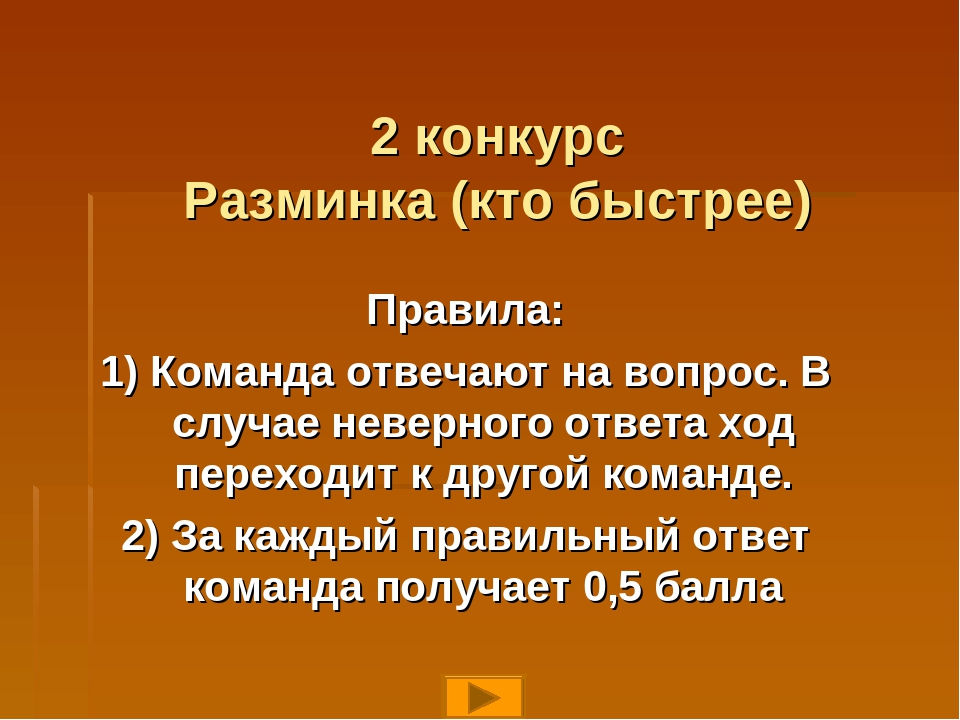 2 конкурс
Разминка (кто быстрее)
Правила:
1) Команда отвечают на вопрос. В
случае неверного ответа ход
переходит к другой команде.
2) За каждый правильный ответ
команда получает 0,5 балла